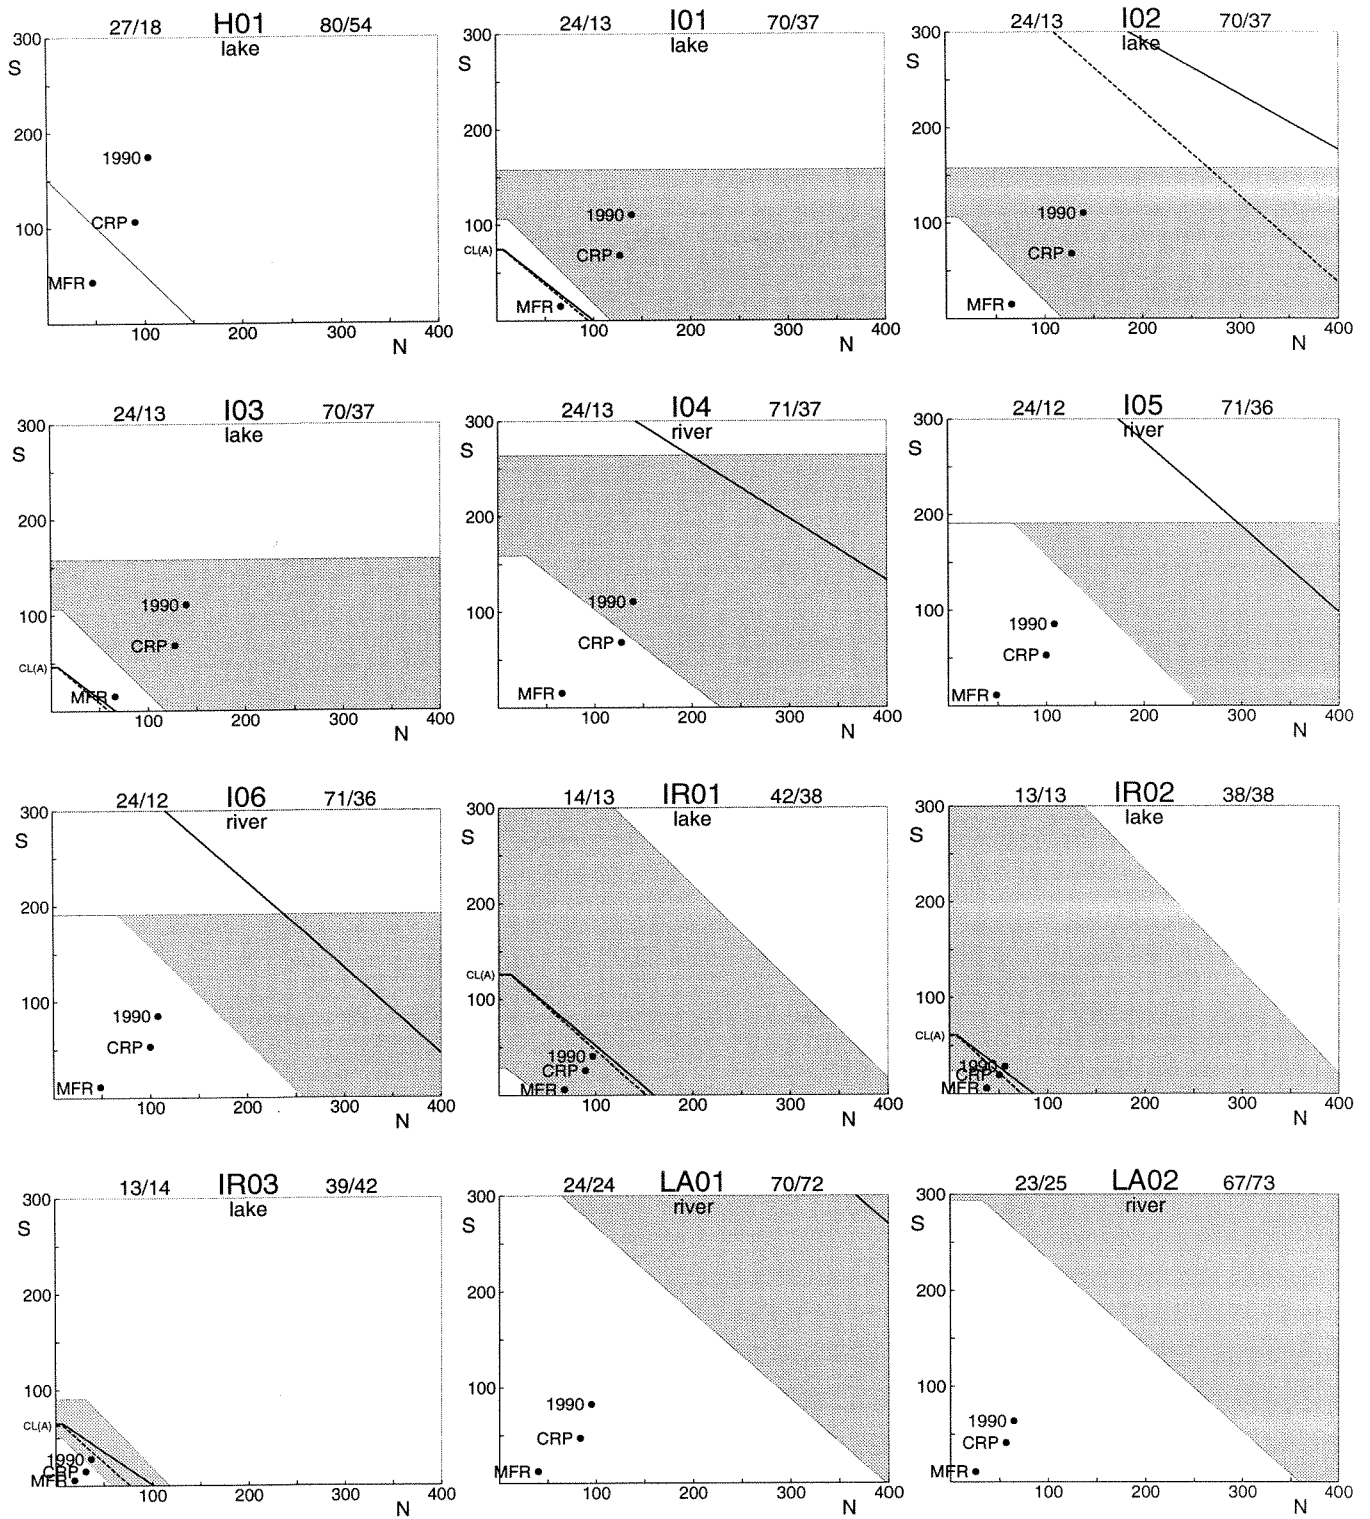 27/18 H01 80/54
lake
300
S
200
1990
CRP
100
MFR
100 200 300 400
N
24/13 I01 70/37
lake
300
S
200
1990
100
CL(A)
CRP
MFR
100 200 300 400
N
24/13 I02 70/37
lake
300
S
200
1990
100
CRP
MFR
100 200 300 400
N
24/13 I03 70/37
lake
300
S
200
1990
100
CRP
CL(A)
MFR
100 200 300 400
N
24/13 I04 71/37
river
300
S
200
1990
100
CRP
MFR
100 200 300 400
N
24/12 I05 71/36
river
300
S
200
1990
100
CRP
MFR
100 200 300 400
N
24/12 I06 71/36
river
300
S
200
1990
100
CRP
MFR
100 200 300 400
N
14/13 IR01 42/38
lake
300
S
200
CL(A)
100
1990
CRP
MFR
100 200 300 400
N
13/13 IR02 38/38
lake
300
S
200
100
CL(A)
1990
CRP
MFR
100 200 300 400
N
13/14 IR03 39/42
lake
300
S
200
100
CL(A)
1990
CRP
MFR
100 200 300 400
N
24/24 LA01 70/72
river
300
S
200
100
1990
CRP
MFR
100 200 300 400
N
23/25 LA02 67/73
river
300
S
200
100
1990
CRP
MFR
100 200 300 400
N